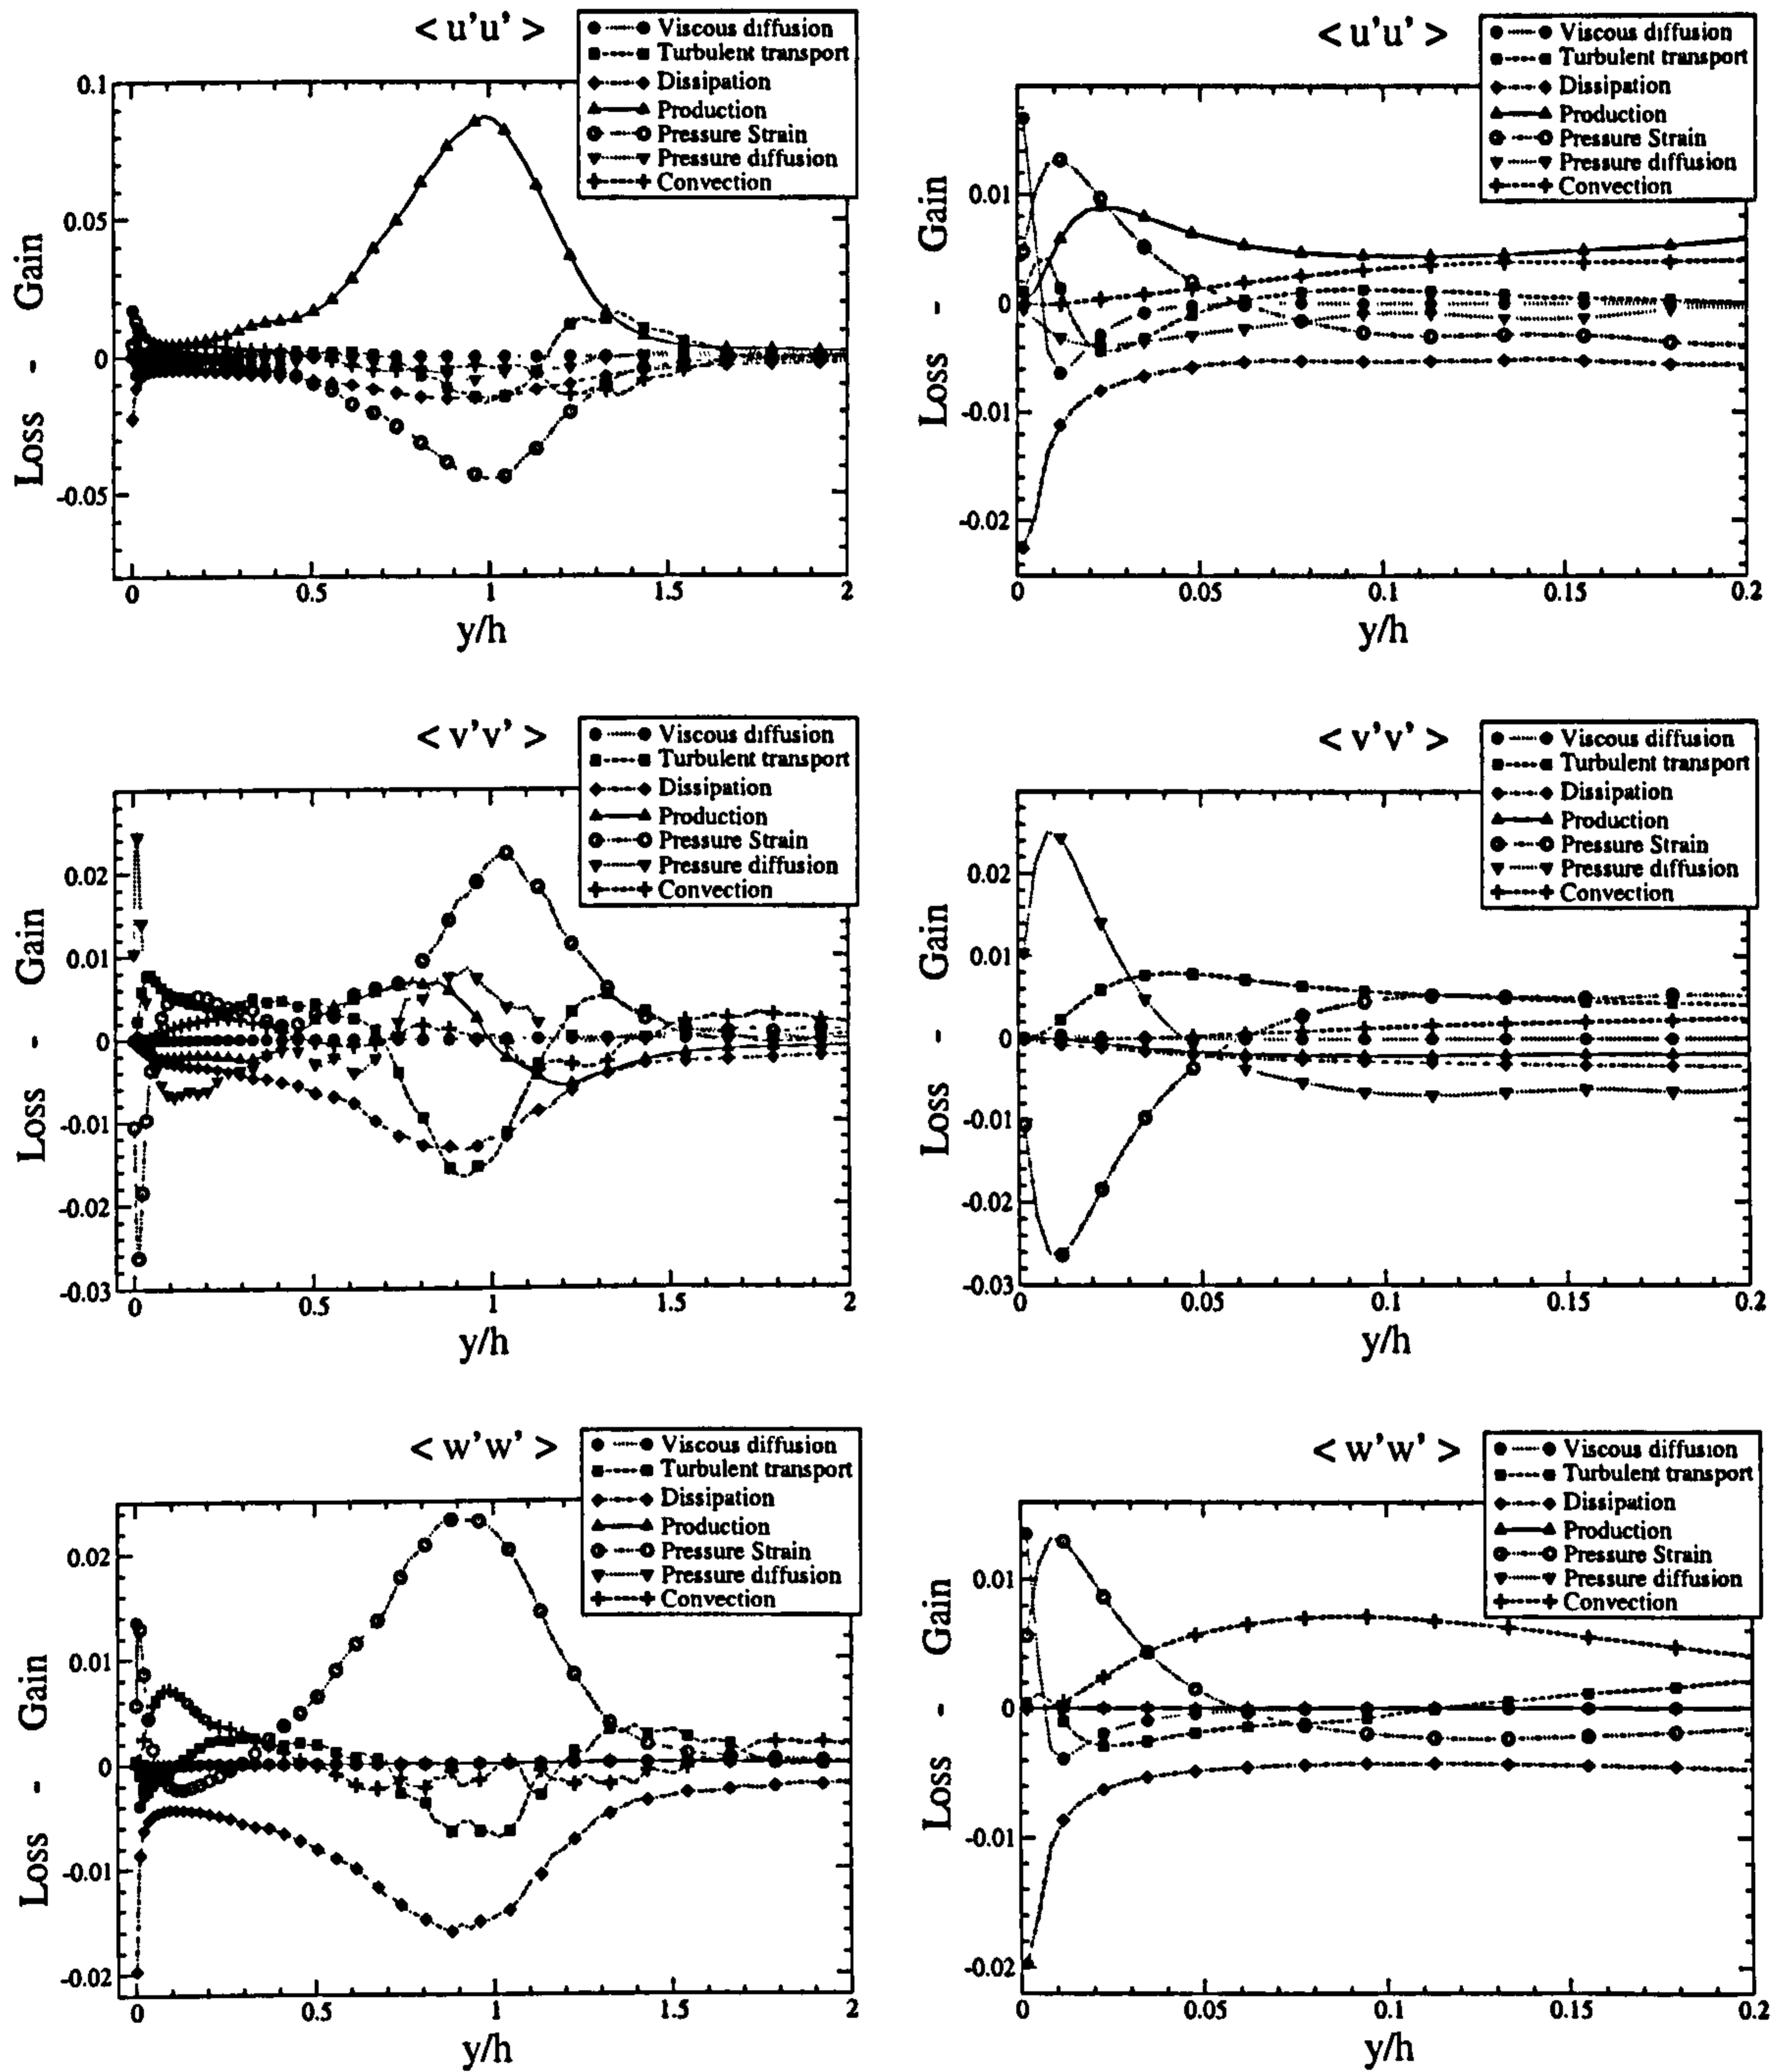 < u'u' >
Viscous diffusion
Turbulent transport
Dissipation
Production
Pressure Strain
Pressure diffusion
Convection
0.1
0.05
0
-0.05
Loss - Gain
0
0.5
1
1.5
2
y/h
< u'u' >
Viscous diffusion
Turbulent transport
Dissipation
Production
Pressure Strain
Pressure diffusion
Convection
0.01
0
-0.01
-0.02
Loss - Gain
0
0.05
0.1
0.15
0.2
y/h
< v'v' >
Viscous diffusion
Turbulent transport
Dissipation
Production
Pressure Strain
Pressure diffusion
Convection
0.02
0.01
0
-0.01
-0.02
-0.03
Loss - Gain
0
0.5
1
1.5
2
y/h
< v'v' >
Viscous diffusion
Turbulent transport
Dissipation
Production
Pressure Strain
Pressure diffusion
Convection
0.02
0.01
0
-0.01
-0.02
-0.03
Loss - Gain
0
0.05
0.1
0.15
0.2
y/h
< w'w' >
Viscous diffusion
Turbulent transport
Dissipation
Production
Pressure Strain
Pressure diffusion
Convection
0.02
0.01
0
-0.01
-0.02
Loss - Gain
0
0.5
1
1.5
2
y/h
< w'w' >
Viscous diffusion
Turbulent transport
Dissipation
Production
Pressure Strain
Pressure diffusion
Convection
0.01
0
-0.01
-0.02
Loss - Gain
0
0.05
0.1
0.15
0.2
y/h